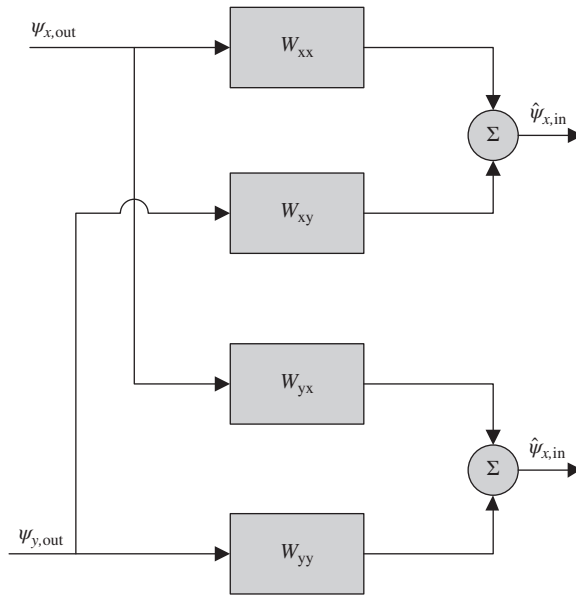 ψx,out
Wxx
ψ̂x,in
Σ
Wxy
Wyx
ψ̂x,in
Σ
ψy,out
Wyy